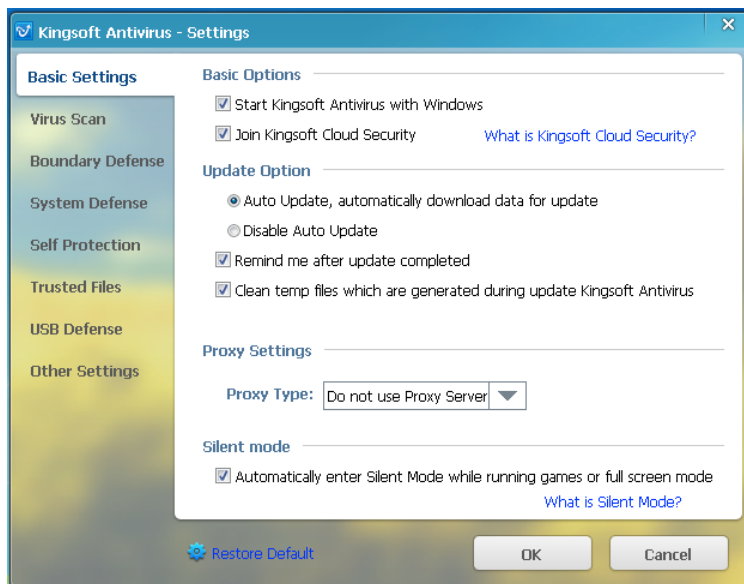 Kingsoft Antivirus - Settings
Basic Settings
Virus Scan
Boundary Defense
System Defense
Self Protection
Trusted Files
USB Defense
Other Settings
Basic Options
Start Kingsoft Antivirus with Windows
Join Kingsoft Cloud Security What is Kingsoft Cloud Security?
Update Option
Auto Update, automatically download data for update
Disable Auto Update
Remind me after update completed
Clean temp files which are generated during update Kingsoft Antivirus
Proxy Settings
Proxy Type: Do not use Proxy Server
Silent mode
Automatically enter Silent Mode while running games or full screen mode
What is Silent Mode?
Restore Default OK Cancel